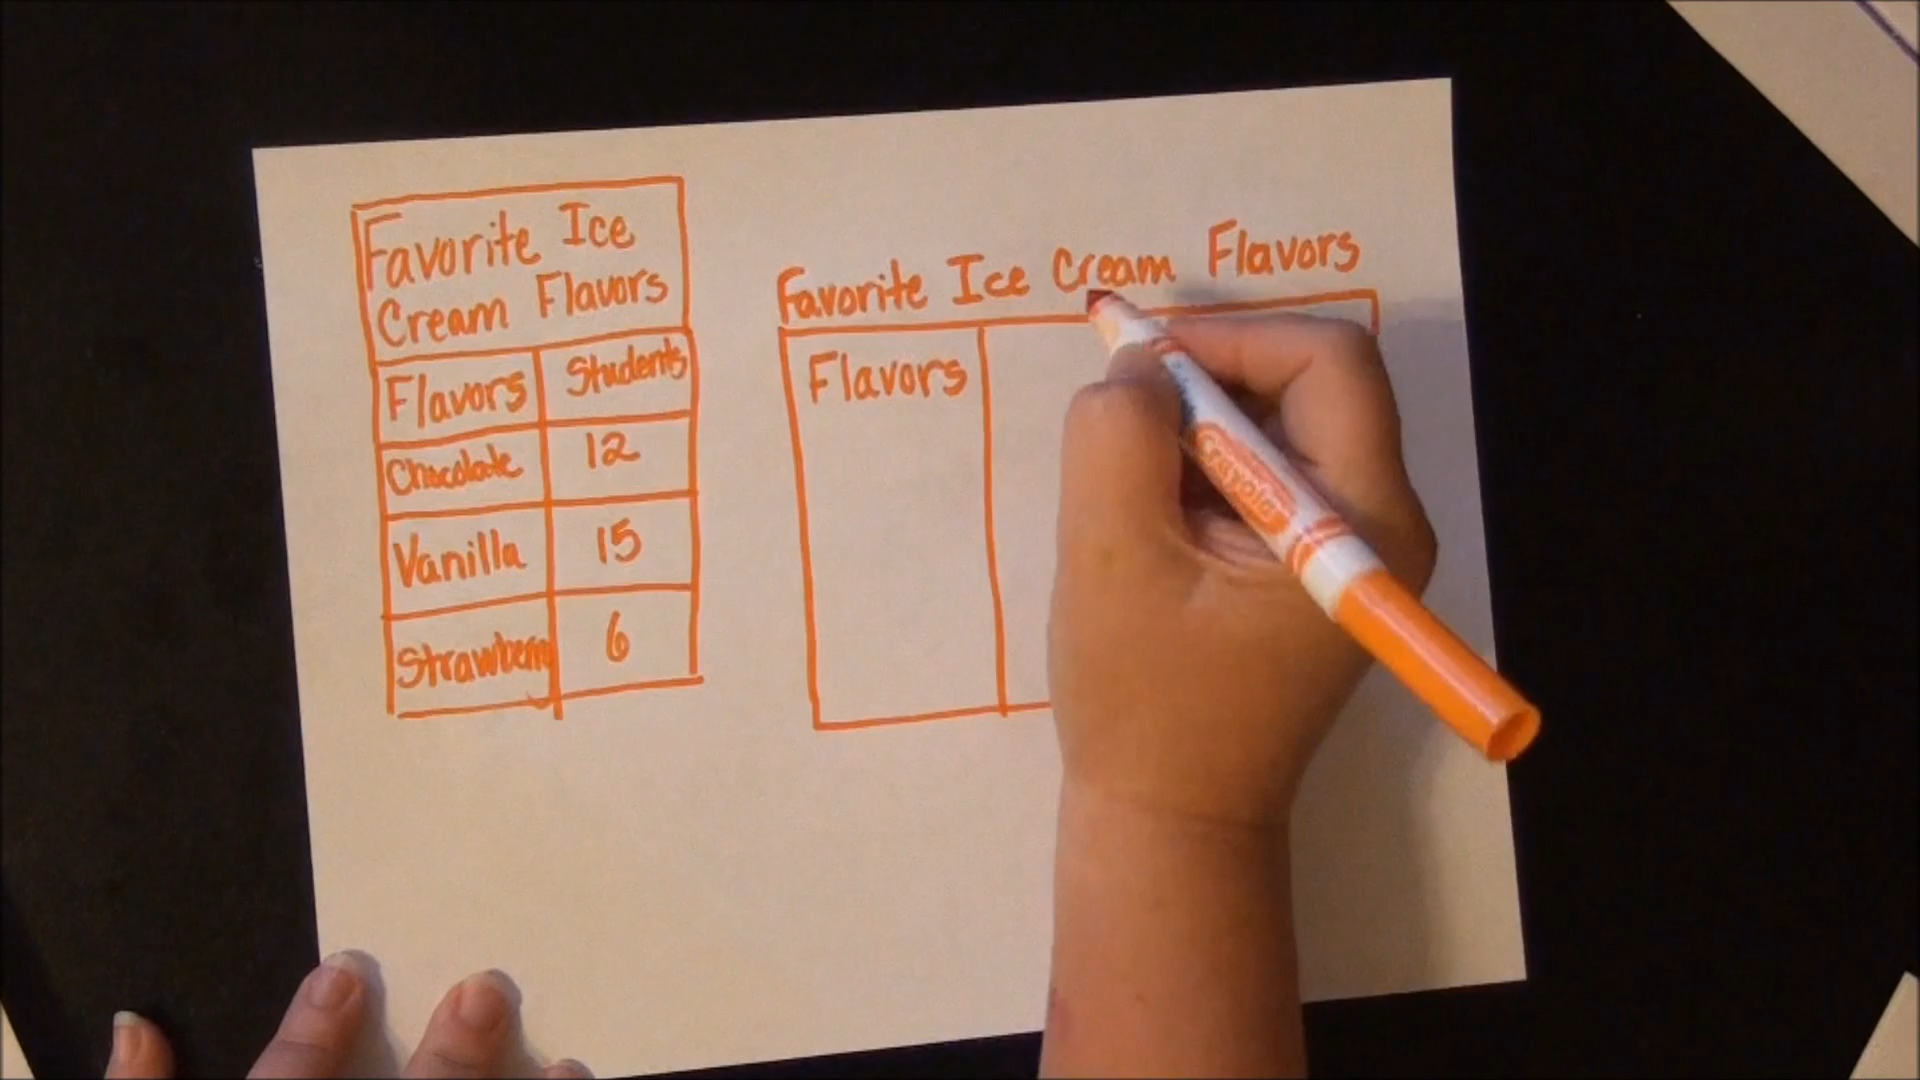 Favorite Ice
Cream Flavors
Flavors Students
Chocolate 12
Vanilla 15
Strawberry 6
Favorite Ice Cream Flavors
Flavors
Crayola